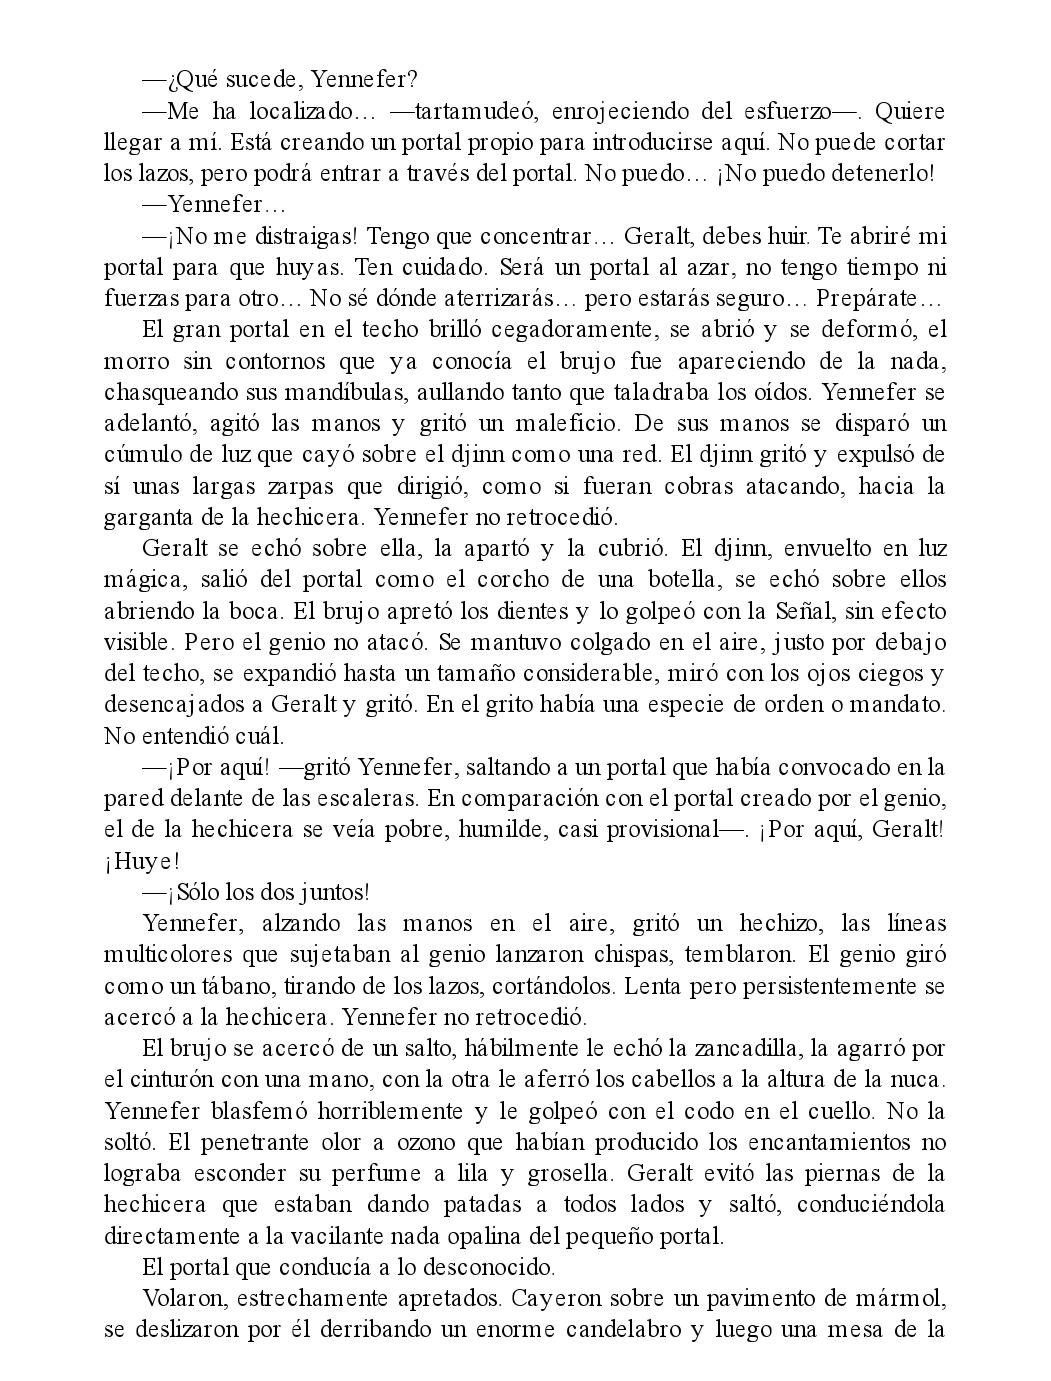 —¿Qué sucede, Yennefer?
—Me ha localizado… —tartamudeó, enrojeciendo del esfuerzo—. Quiere
llegar a mí. Está creando un portal propio para introducirse aquí. No puede cortar
los lazos, pero podrá entrar a través del portal. No puedo… ¡No puedo detenerlo!
—Yennefer…
—¡No me distraigas! Tengo que concentrar… Geralt, debes huir. Te abriré mi
portal para que huyas. Ten cuidado. Será un portal al azar, no tengo tiempo ni
fuerzas para otro… No sé dónde aterrizarás… pero estarás seguro… Prepárate…
El gran portal en el techo brilló cegadoramente, se abrió y se deformó, el
morro sin contornos que ya conocía el brujo fue apareciendo de la nada,
chasqueando sus mandíbulas, aullando tanto que taladraba los oídos. Yennefer se
adelantó, agitó las manos y gritó un maleficio. De sus manos se disparó un
cúmulo de luz que cayó sobre el djinn como una red. El djinn gritó y expulsó de
sí unas largas zarpas que dirigió, como si fueran cobras atacando, hacia la
garganta de la hechicera. Yennefer no retrocedió.
Geralt se echó sobre ella, la apartó y la cubrió. El djinn, envuelto en luz
mágica, salió del portal como el corcho de una botella, se echó sobre ellos
abriendo la boca. El brujo apretó los dientes y lo golpeó con la Señal, sin efecto
visible. Pero el genio no atacó. Se mantuvo colgado en el aire, justo por debajo
del techo, se expandió hasta un tamaño considerable, miró con los ojos ciegos y
desencajados a Geralt y gritó. En el grito había una especie de orden o mandato.
No entendió cuál.
—¡Por aquí! —gritó Yennefer, saltando a un portal que había convocado en la
pared delante de las escaleras. En comparación con el portal creado por el genio,
el de la hechicera se veía pobre, humilde, casi provisional—. ¡Por aquí, Geralt!
¡Huye!
—¡Sólo los dos juntos!
Yennefer, alzando las manos en el aire, gritó un hechizo, las líneas
multicolores que sujetaban al genio lanzaron chispas, temblaron. El genio giró
como un tábano, tirando de los lazos, cortándolos. Lenta pero persistentemente se
acercó a la hechicera. Yennefer no retrocedió.
El brujo se acercó de un salto, hábilmente le echó la zancadilla, la agarró por
el cinturón con una mano, con la otra le aferró los cabellos a la altura de la nuca.
Yennefer blasfemó horriblemente y le golpeó con el codo en el cuello. No la
soltó. El penetrante olor a ozono que habían producido los encantamientos no
lograba esconder su perfume a lila y grosella. Geralt evitó las piernas de la
hechicera que estaban dando patadas a todos lados y saltó, conduciéndola
directamente a la vacilante nada opalina del pequeño portal.
El portal que conducía a lo desconocido.
Volaron, estrechamente apretados. Cayeron sobre un pavimento de mármol,
se deslizaron por él derribando un enorme candelabro y luego una mesa de la